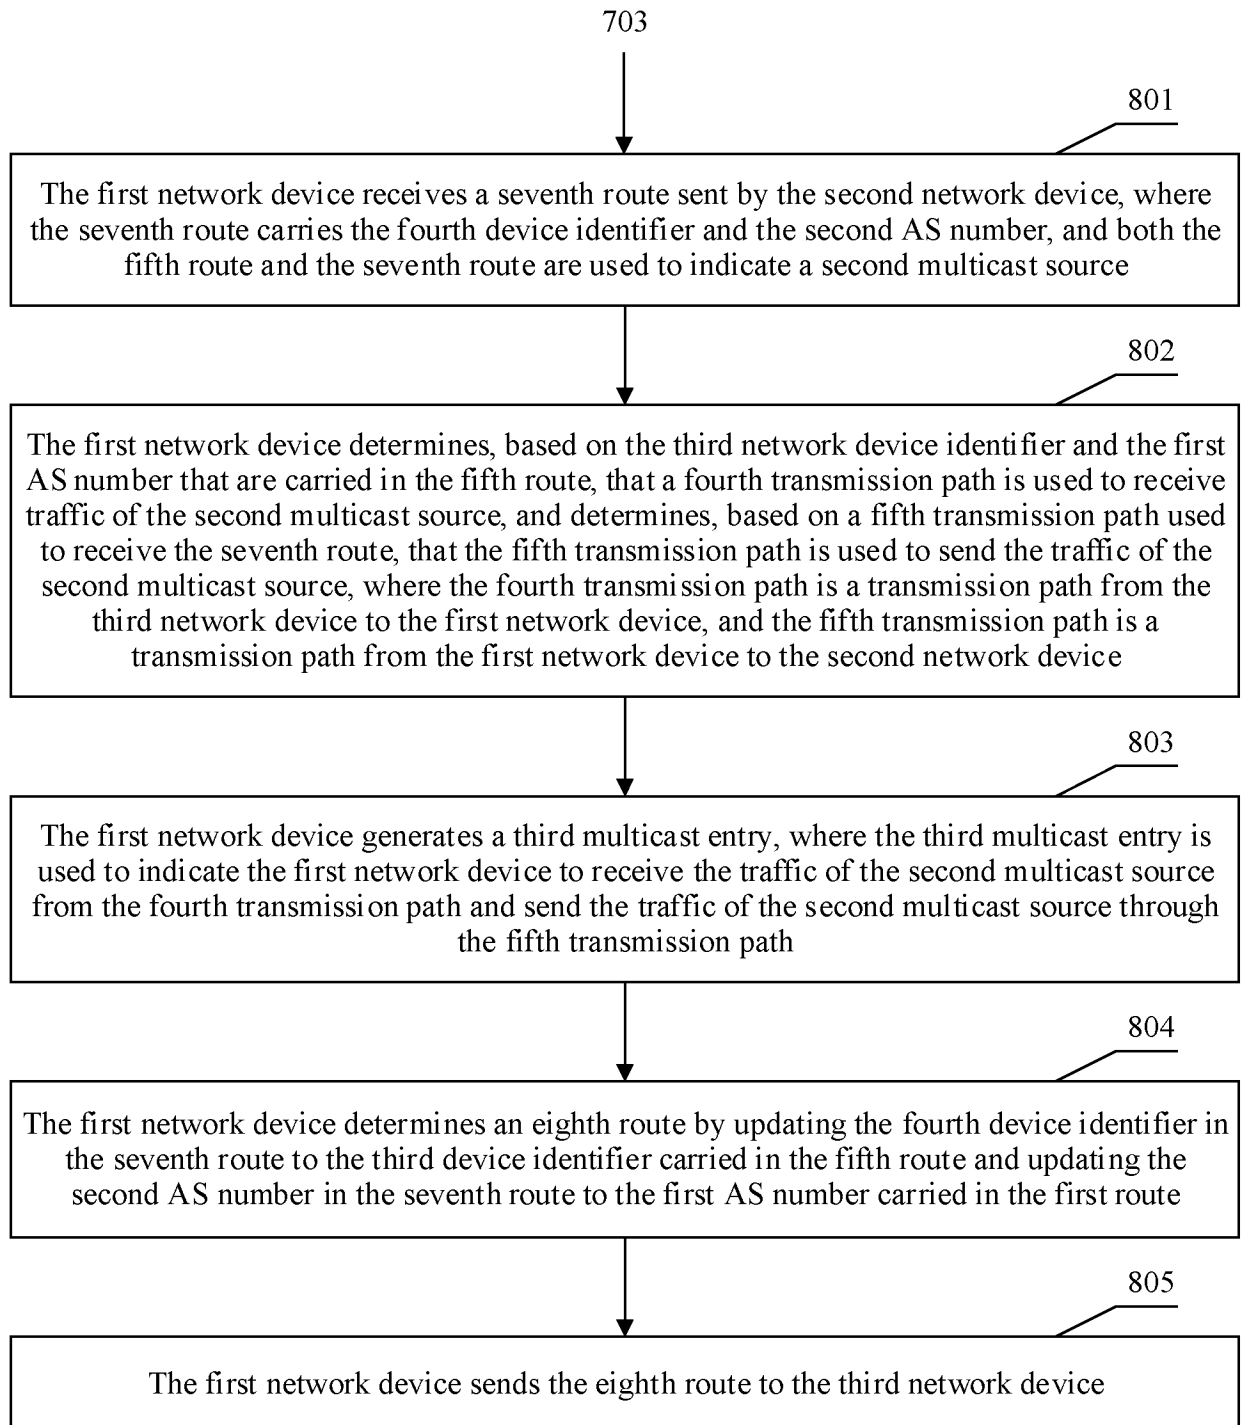 703
801
The first network device receives a seventh route sent by the second network device, where
the seventh route carries the fourth device identifier and the second AS number, and both the
fifth route and the seventh route are used to indicate a second multicast source
802
The first network device determines, based on the third network device identifier and the first
AS number that are carried in the fifth route, that a fourth transmission path is used to receive
traffic of the second multicast source, and determines, based on a fifth transmission path used
to receive the seventh route, that the fifth transmission path is used to send the traffic of the
second multicast source, where the fourth transmission path is a transmission path from the
third network device to the first network device, and the fifth transmission path is a
transmission path from the first network device to the second network device
803
The first network device generates a third multicast entry, where the third multicast entry is
used to indicate the first network device to receive the traffic of the second multicast source
from the fourth transmission path and send the traffic of the second multicast source through
the fifth transmission path
804
The first network device determines an eighth route by updating the fourth device identifier in
the seventh route to the third device identifier carried in the fifth route and updating the
second AS number in the seventh route to the first AS number carried in the first route
805
The first network device sends the eighth route to the third network device